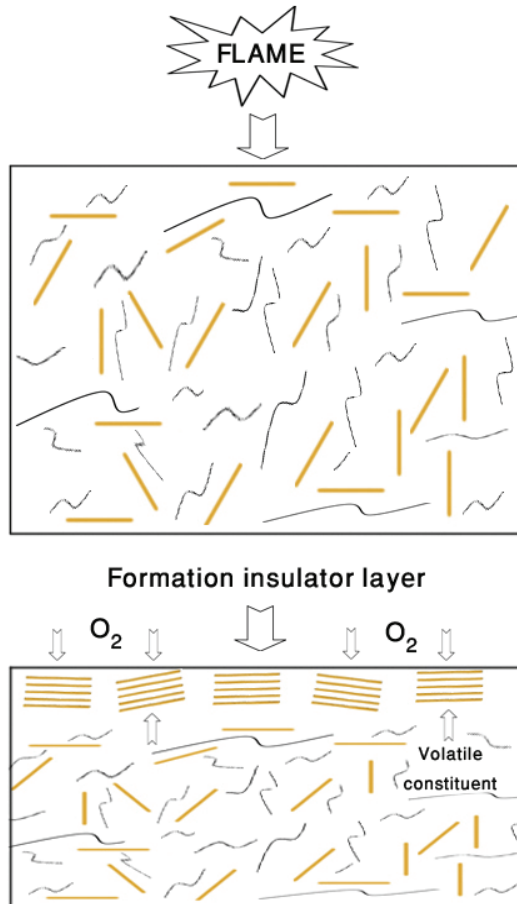 FLAME
Formation insulator layer
O2 O2
Volatile
constituent